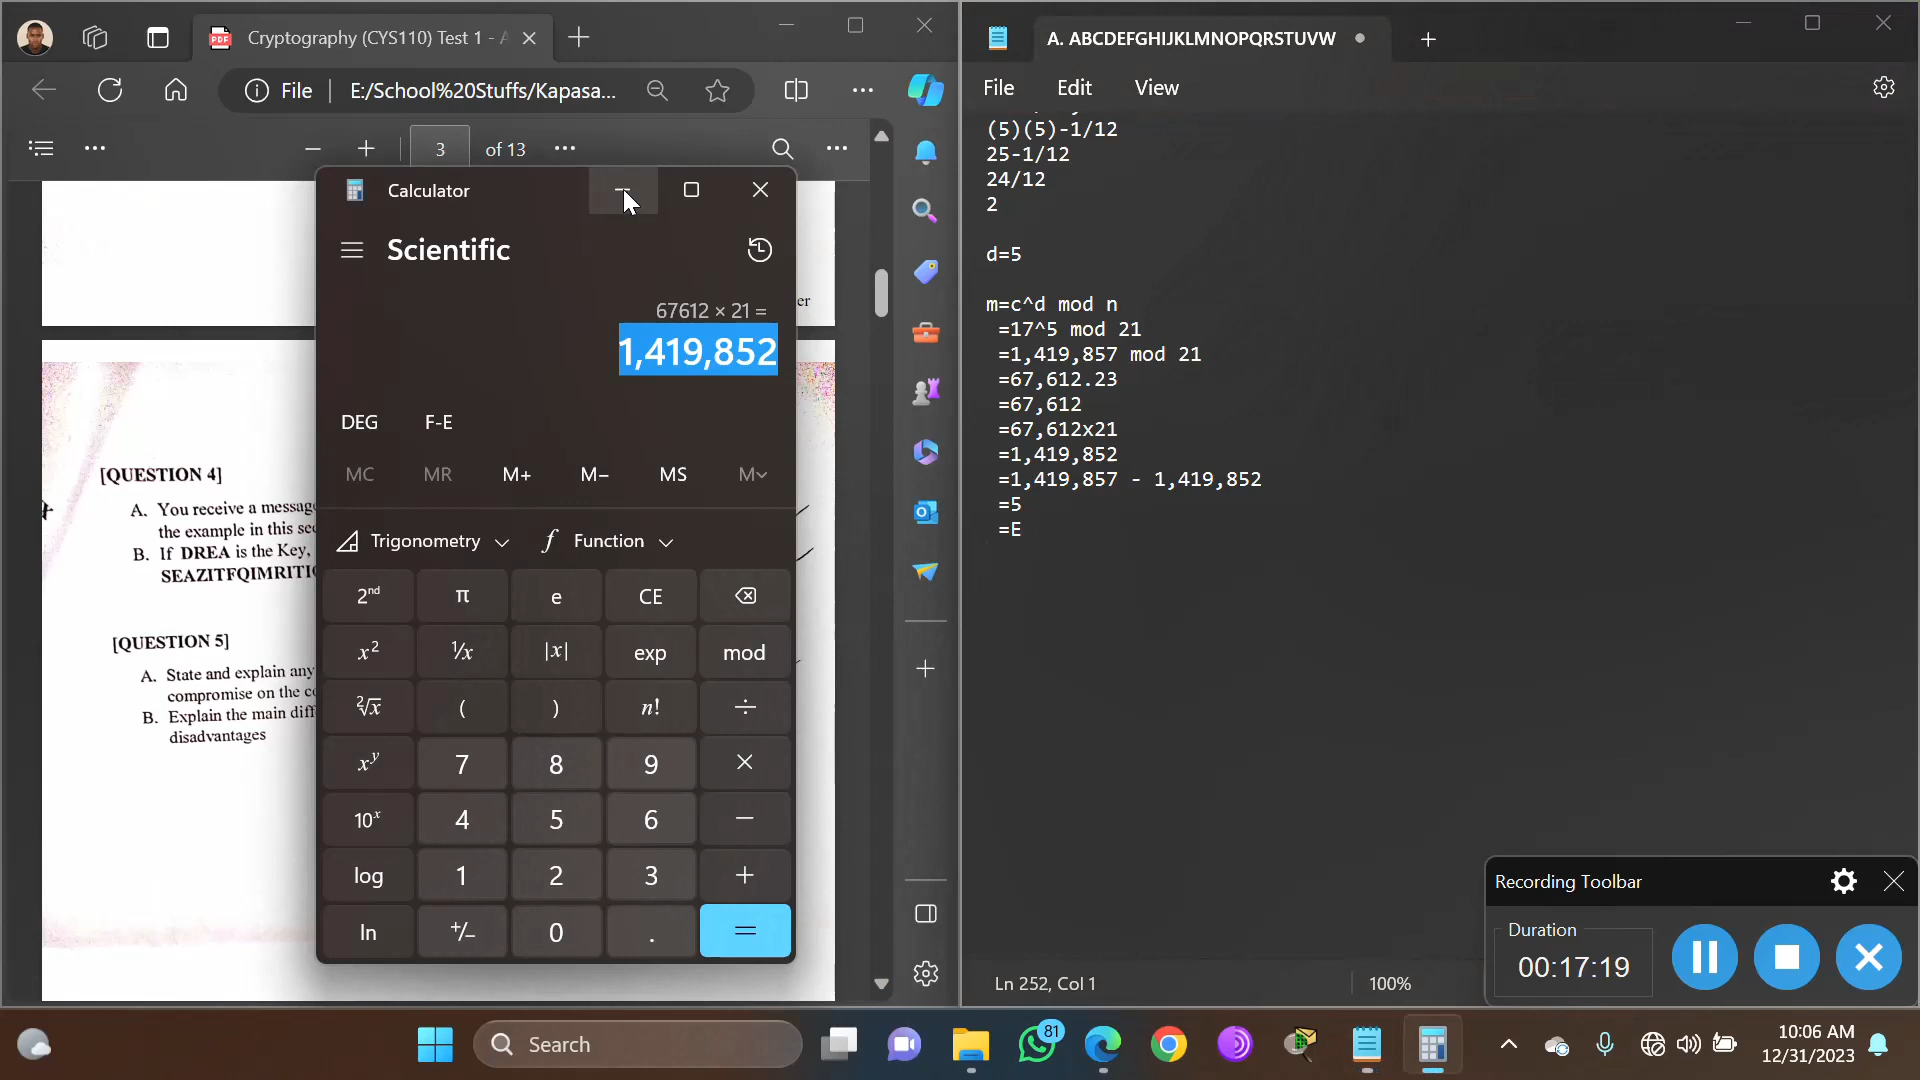 Cryptography (CYS110) Test 1 - A
File
E:/School%20Stuffs/Kapasa...
3
of 13
er
[QUESTION 4]
A. You receive a message
the example in this sec
B. If DREA is the Key,
SEAZITFQIMRITIC
[QUESTION 5]
A. State and explain any
compromise on the co
B. Explain the main diff
disadvantages
Calculator
Scientific
67612 × 21 =
1,419,852
DEG
F-E
MC
MR
M+
M−
MS
M
Trigonometry
f
Function
2nd
π
e
CE
x2
1/x
|x|
exp
mod
2√x
(
)
n!
÷
xy
7
8
9
×
10x
4
5
6
−
log
1
2
3
+
ln
+/−
0
.
=
A. ABCDEFGHIJKLMNOPQRSTUVW
File
Edit
View
(5)(5)-1/12
25-1/12
24/12
2
d=5
m=c^d mod n
=17^5 mod 21
=1,419,857 mod 21
=67,612.23
=67,612
=67,612x21
=1,419,852
=1,419,857 - 1,419,852
=5
=E
Ln 252, Col 1
100%
Recording Toolbar
Duration
00:17:19
Search
81
10:06 AM
12/31/2023